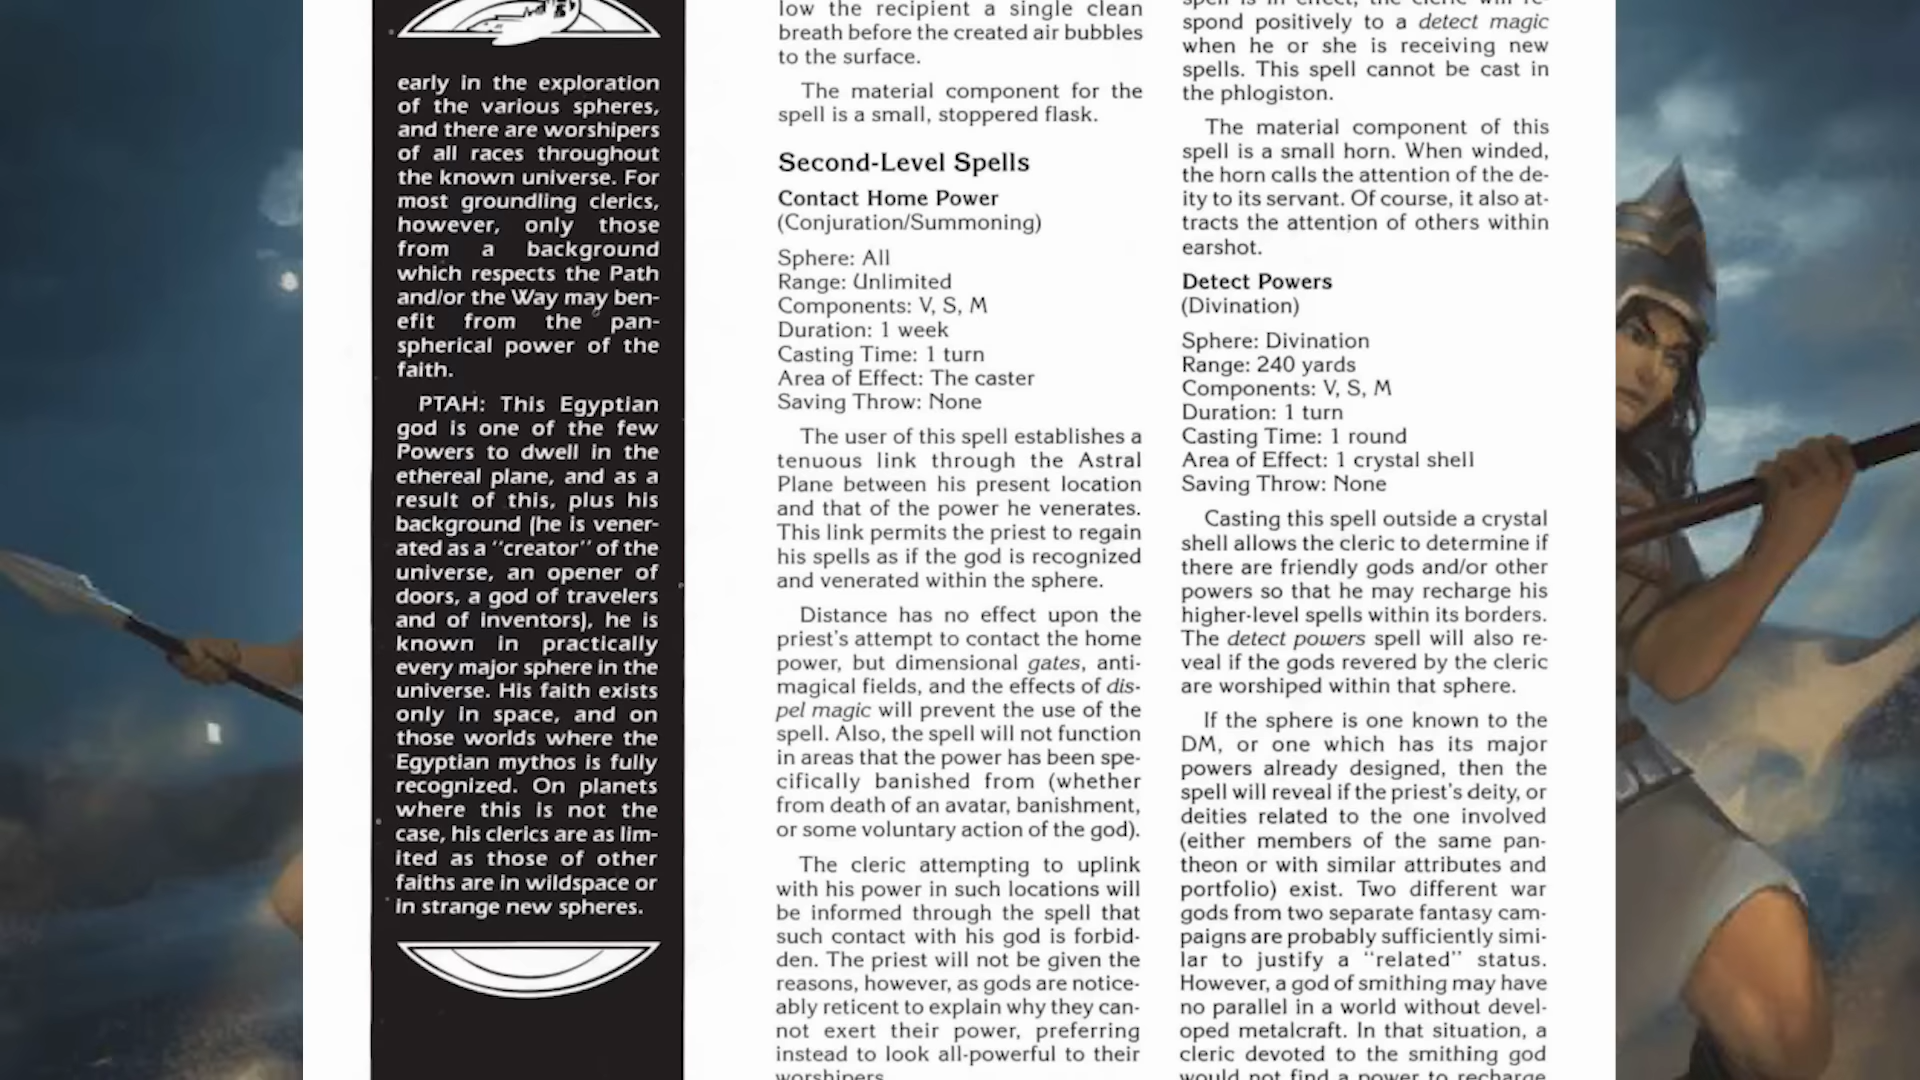 early in the exploration
of the various spheres,
and there are worshipers
of all races throughout
the known universe. For
most groundling clerics,
however, only those
from a background
which respects the Path
and/or the Way may ben-
efit from the pan-
spherical power of the
faith.
PTAH: This Egyptian
god is one of the few
Powers to dwell in the
ethereal plane, and as a
result of this, plus his
background (he is vener-
ated as a "creator" of the
universe, an opener of
doors, a god of travelers
and of inventors), he is
known in practically
every major sphere in the
universe. His faith exists
only in space, and on
those worlds where the
Egyptian mythos is fully
recognized. On planets
where this is not the
case, his clerics are as lim-
ited as those of other
faiths are in wildspace or
in strange new spheres.
low the recipient a single clean
breath before the created air bubbles
to the surface.
The material component for the
spell is a small, stoppered flask.
Second-Level Spells
Contact Home Power
(Conjuration/Summoning)
Sphere: All
Range: Unlimited
Components: V, S, M
Duration: 1 week
Casting Time: 1 turn
Area of Effect: The caster
Saving Throw: None
The user of this spell establishes a
tenuous link through the Astral
Plane between his present location
and that of the power he venerates.
This link permits the priest to regain
his spells as if the god is recognized
and venerated within the sphere.
Distance has no effect upon the
priest's attempt to contact the home
power, but dimensional gates, anti-
magical fields, and the effects of dis-
pel magic will prevent the use of the
spell. Also, the spell will not function
in areas that the power has been spe-
cifically banished from (whether
from death of an avatar, banishment,
or some voluntary action of the god).
The cleric attempting to uplink
with his power in such locations will
be informed through the spell that
such contact with his god is forbid-
den. The priest will not be given the
reasons, however, as gods are notice-
ably reticent to explain why they can-
not exert their power, preferring
instead to look all-powerful to their
worshipers.
spell is in effect, the cleric will re-
spond positively to a detect magic
when he or she is receiving new
spells. This spell cannot be cast in
the phlogiston.
The material component of this
spell is a small horn. When winded,
the horn calls the attention of the de-
ity to its servant. Of course, it also at-
tracts the attention of others within
earshot.
Detect Powers
(Divination)
Sphere: Divination
Range: 240 yards
Components: V, S, M
Duration: 1 turn
Casting Time: 1 round
Area of Effect: 1 crystal shell
Saving Throw: None
Casting this spell outside a crystal
shell allows the cleric to determine if
there are friendly gods and/or other
powers so that he may recharge his
higher-level spells within its borders.
The detect powers spell will also re-
veal if the gods revered by the cleric
are worshiped within that sphere.
If the sphere is one known to the
DM, or one which has its major
powers already designed, then the
spell will reveal if the priest's deity, or
deities related to the one involved
(either members of the same pan-
theon or with similar attributes and
portfolio) exist. Two different war
gods from two separate fantasy cam-
paigns are probably sufficiently simi-
lar to justify a "related" status.
However, a god of smithing may have
no parallel in a world without devel-
oped metalcraft. In that situation, a
cleric devoted to the smithing god
would not find a power to recharge